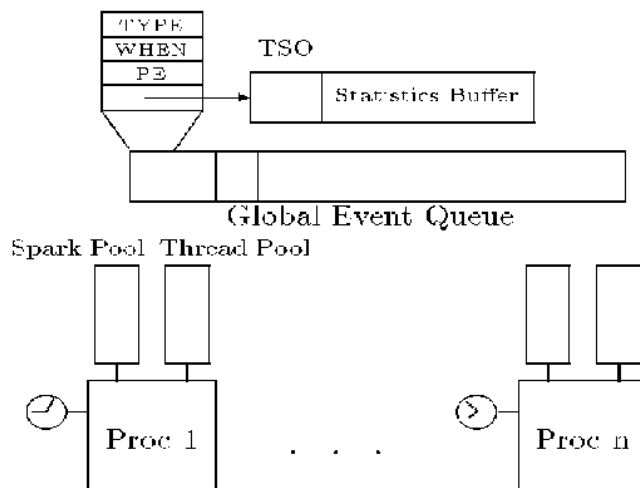 TYPE
WHEN
PE
TSO
Statistics Buffer
Global Event Queue
Spark Pool Thread Pool
Proc 1
. . .
Proc n